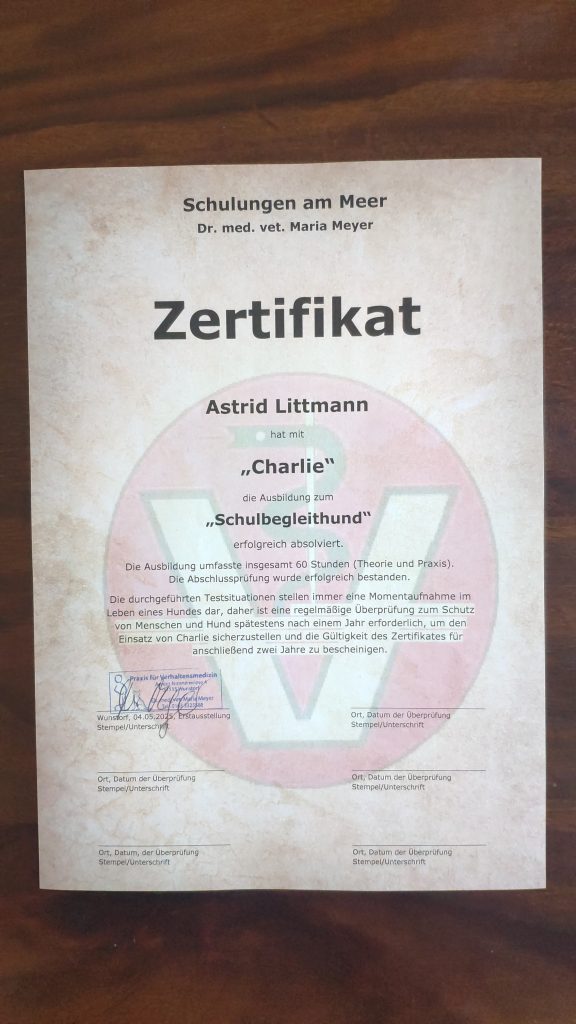 Schulungen am Meer
Dr. med. vet. Maria Meyer
Zertifikat
Astrid Littmann
hat mit
„Charlie“
die Ausbildung zum
„Schulbegleithund“
erfolgreich absolviert.
Die Ausbildung umfasste insgesamt 60 Stunden (Theorie und Praxis).
Die Abschlussprüfung wurde erfolgreich bestanden.
Die durchgeführten Testsituationen stellen immer eine Momentaufnahme im
Leben eines Hundes dar, daher ist eine regelmäßige Überprüfung zum Schutz
von Menschen und Hund spätestens nach einem Jahr erforderlich, um den
Einsatz von Charlie sicherzustellen und die Gültigkeit des Zertifikates für
anschließend zwei Jahre zu bescheinigen.
Praxis für Verhaltensmedizin
Wunstorf
Maria Meyer
Wunstorf, 04.05.2025, Erstausstellung
Stempel/Unterschrift
Ort, Datum der Überprüfung
Stempel/Unterschrift
Ort, Datum der Überprüfung
Stempel/Unterschrift
Ort, Datum der Überprüfung
Stempel/Unterschrift
Ort, Datum, der Überprüfung
Stempel/Unterschrift
Ort, Datum der Überprüfung
Stempel/Unterschrift